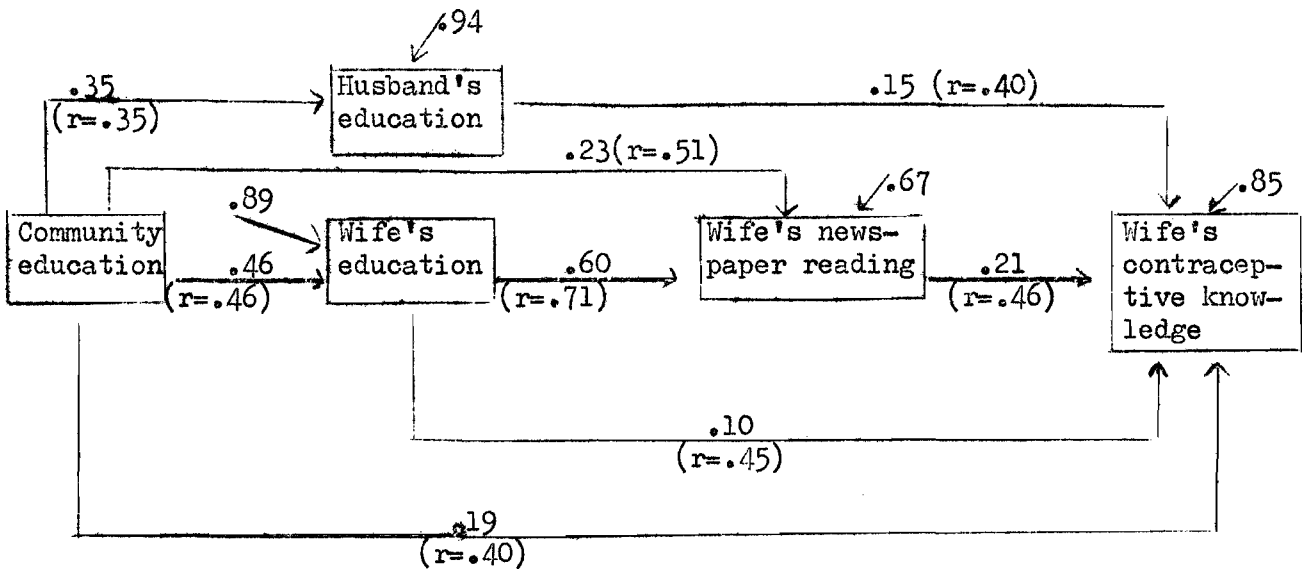 .94
.35
(r=.35)
Husband's
education
.15 (r=.40)
.23(r=.51)
.67
.85
.89
Community
education
.46
(r=.46)
Wife's
education
.60
(r=.71)
Wife's news-
paper reading
.21
(r=.46)
Wife's
contracep-
tive know-
ledge
.10
(r=.45)
.19
(r=.40)